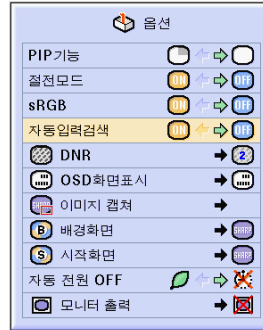 옵션
PIP기능
절전모드 ON OFF
sRGB ON OFF
자동입력검색 ON OFF
DNR 2
OSD화면표시
이미지 캡쳐
B 배경화면 SHARP
S 시작화면 SHARP
자동 전원 OFF
모니터 출력